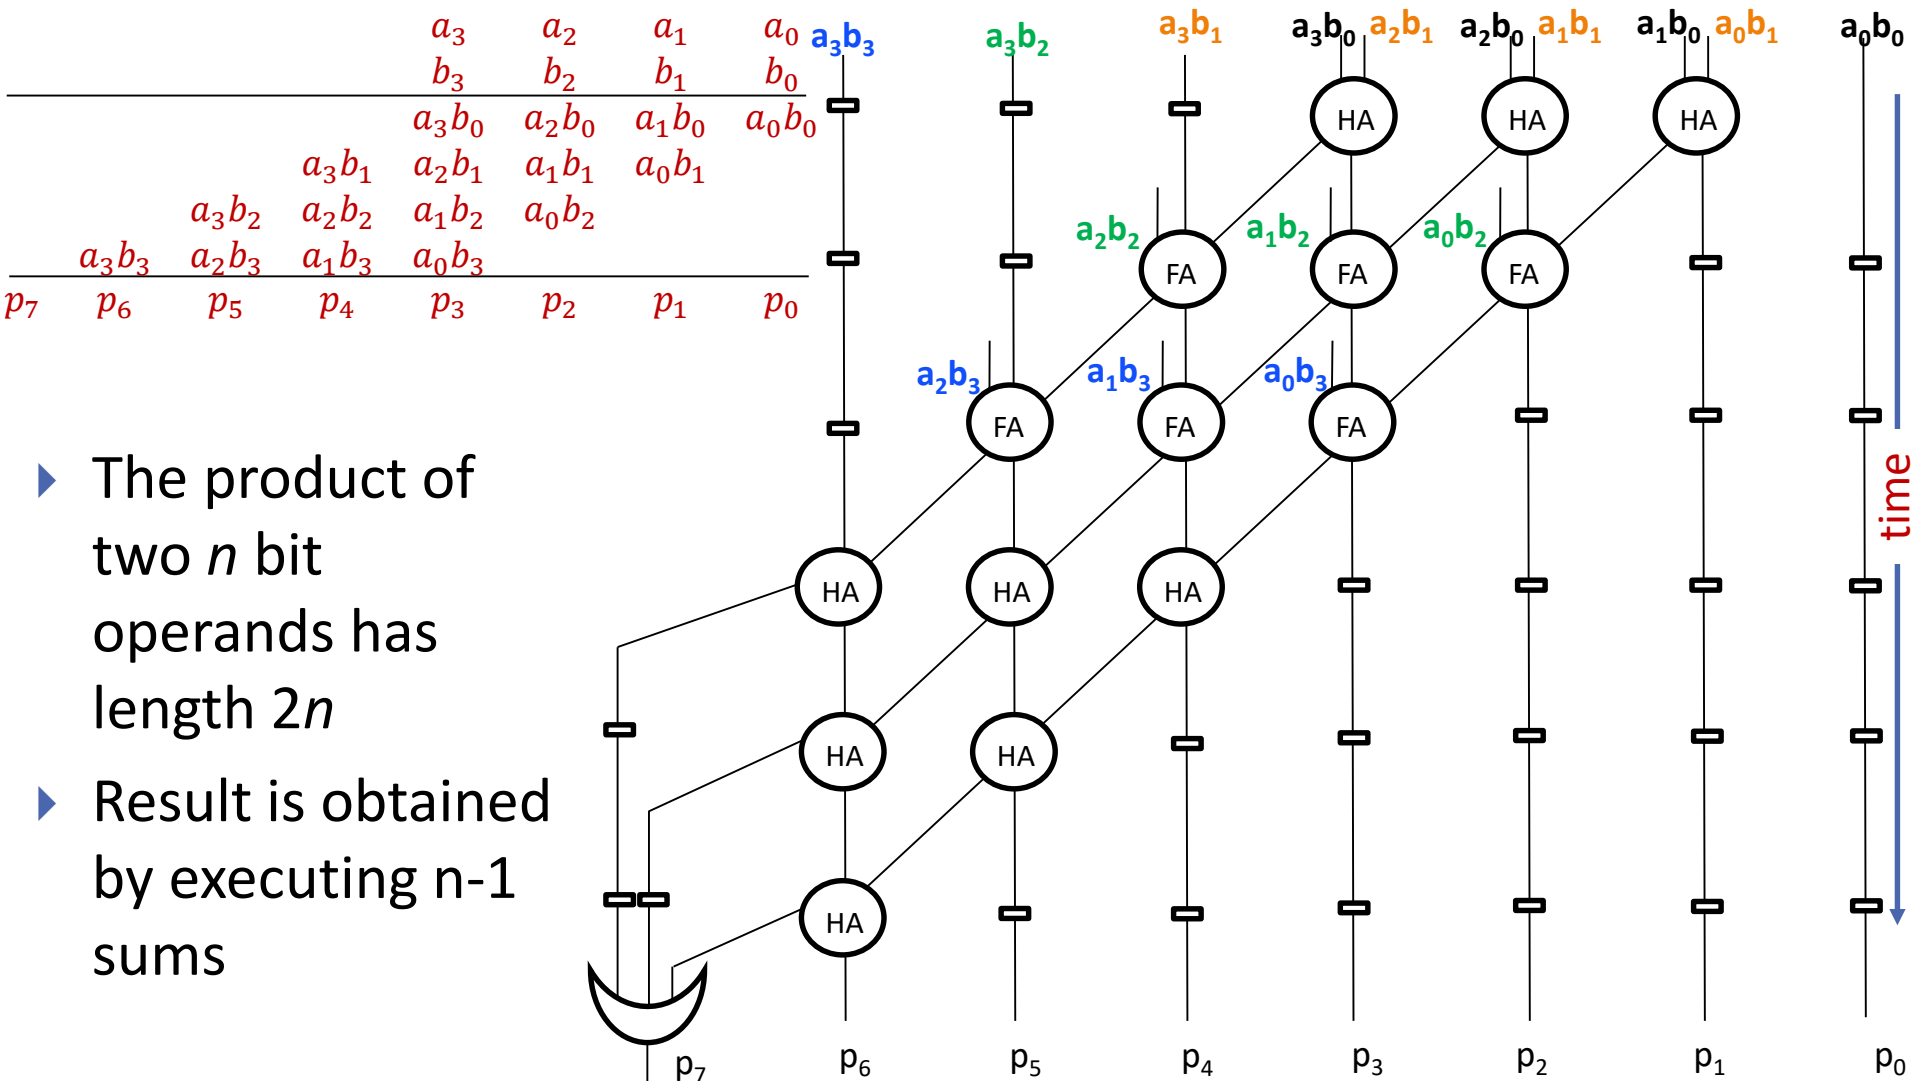 a₃ a₂ a₁ a₀
b₃ b₂ b₁ b₀
a₃b₀ a₂b₀ a₁b₀ a₀b₀
a₃b₁ a₂b₁ a₁b₁ a₀b₁
a₃b₂ a₂b₂ a₁b₂ a₀b₂
a₃b₃ a₂b₃ a₁b₃ a₀b₃
p₇ p₆ p₅ p₄ p₃ p₂ p₁ p₀
The product of
two n bit
operands has
length 2n
Result is obtained
by executing n-1
sums
a₃b₃ a₃b₂ a₃b₁ a₃b₀ a₂b₁ a₂b₀ a₁b₁ a₁b₀ a₀b₁ a₀b₀
HA HA HA
a₂b₂ a₁b₂ a₀b₂
FA FA FA
a₂b₃ a₁b₃ a₀b₃
FA FA FA
HA HA HA
HA HA
HA
p₇ p₆ p₅ p₄ p₃ p₂ p₁ p₀
time